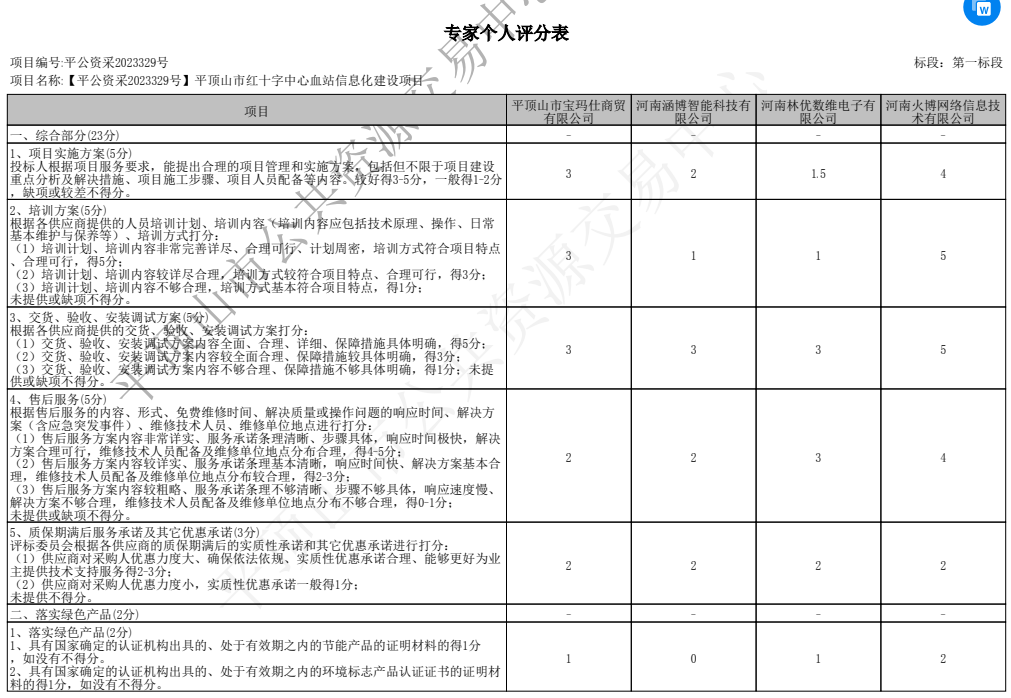 专家个人评分表
项目编号:平公资采2023329号
标段: 第一标段
项目名称:【平公资采2023329号】平顶山市红十字中心血站信息化建设项目
项目 平顶山市宝玛仕商贸有限公司 河南涵博智能科技有限公司 河南林优数维电子有限公司 河南火博网络信息技术有限公司
一、综合部分(23分) - - - -
1、项目实施方案(5分)
投标人根据项目服务要求，能提出合理的项目管理和实施方案，包括但不限于项目建设
重点分析及解决措施、项目施工步骤、项目人员配备等内容。较好得3-5分，一般得1-2分
，缺项或较差不得分。
3 2 1.5 4
2、培训方案(5分)
根据各供应商提供的人员培训计划、培训内容（培训内容应包括技术原理、操作、日常
基本维护与保养等）、培训方式打分:
（1）培训计划、培训内容非常完善详尽、合理可行、计划周密，培训方式符合项目特点
、合理可行，得5分;
（2）培训计划、培训内容较详尽合理，培训方式较符合项目特点、合理可行，得3分;
（3）培训计划、培训内容不够合理，培训方式基本符合项目特点，得1分;
未提供或缺项不得分。
3 1 1 5
3、交货、验收、安装调试方案(5分)
根据各供应商提供的交货、验收、安装调试方案打分:
（1）交货、验收、安装调试方案内容全面、合理、详细、保障措施具体明确，得5分;
（2）交货、验收、安装调试方案内容较全面合理、保障措施较具体明确，得3分;
（3）交货、验收、安装调试方案内容不够合理、保障措施不够具体明确，得1分; 未提
供或缺项不得分。
3 3 3 5
4、售后服务(5分)
根据售后服务的内容、形式、免费维修时间、解决质量或操作问题的响应时间、解决方
案（含应急突发事件）、维修技术人员、维修单位地点进行打分:
（1）售后服务方案内容非常详实、服务承诺条理清晰、步骤具体，响应时间极快，解决
方案合理可行，维修技术人员配备及维修单位地点分布合理，得4-5分;
（2）售后服务方案内容较详实、服务承诺条理基本清晰，响应时间快、解决方案基本合
理，维修技术人员配备及维修单位地点分布较合理，得2-3分;
（3）售后服务方案内容较粗略、服务承诺条理不够清晰、步骤不够具体，响应速度慢、
解决方案不够合理，维修技术人员配备及维修单位地点分布不够合理，得0-1分;
未提供或缺项不得分。
2 2 3 4
5、质保期满后服务承诺及其它优惠承诺(3分)
评标委员会根据各供应商的质保期满后的实质性承诺和其它优惠承诺进行打分:
（1）供应商对采购人优惠力度大、确保依法依规、实质性优惠承诺合理、能够更好为业
主提供技术支持服务得2-3分;
（2）供应商对采购人优惠力度小，实质性优惠承诺一般得1分;
未提供不得分。
2 2 2 2
二、落实绿色产品(2分) - - - -
1、落实绿色产品(2分)
1、具有国家确定的认证机构出具的、处于有效期之内的节能产品的证明材料的得1分
，如没有不得分。
2、具有国家确定的认证机构出具的、处于有效期之内的环境标志产品认证证书的证明材
料的得1分，如没有不得分。
1 0 1 2
平顶山市公共资源交易中心
平顶山市公共资源交易中心
W